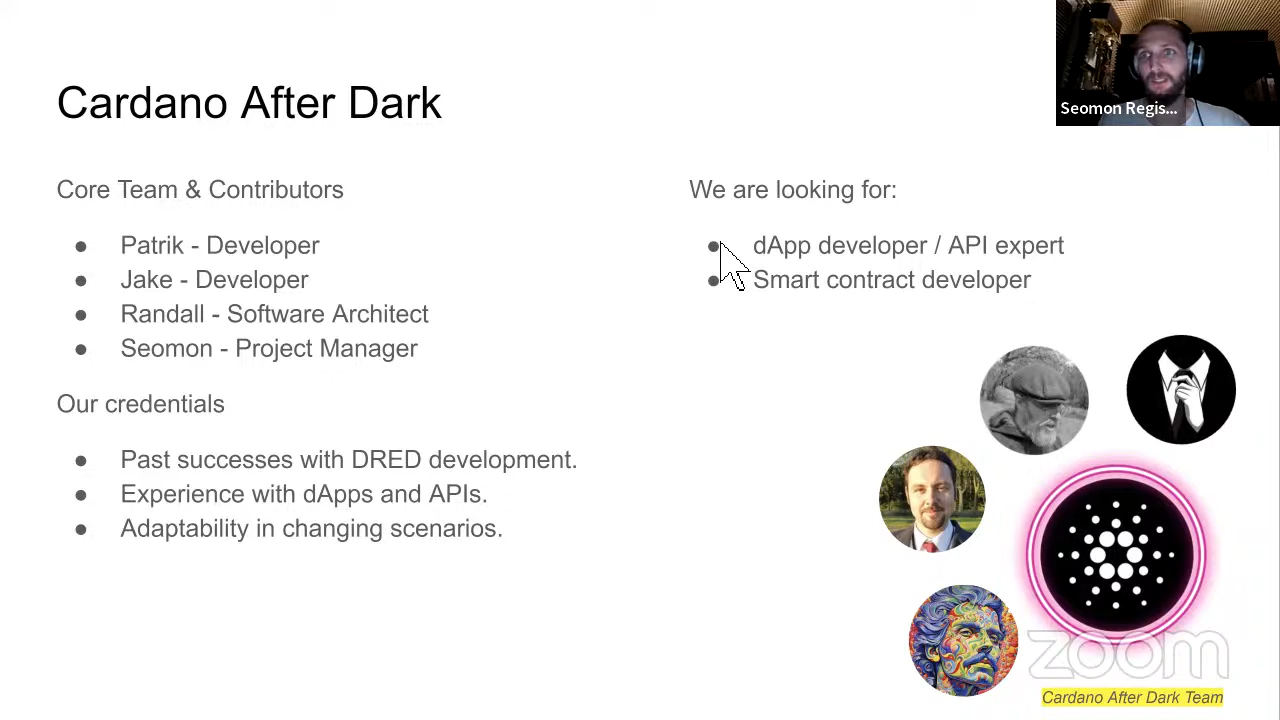 Cardano After Dark
Seomon Regis...
Core Team & Contributors
● Patrik - Developer
● Jake - Developer
● Randall - Software Architect
● Seomon - Project Manager
Our credentials
● Past successes with DRED development.
● Experience with dApps and APIs.
● Adaptability in changing scenarios.
We are looking for:
● dApp developer / API expert
● Smart contract developer
zoom
Cardano After Dark Team